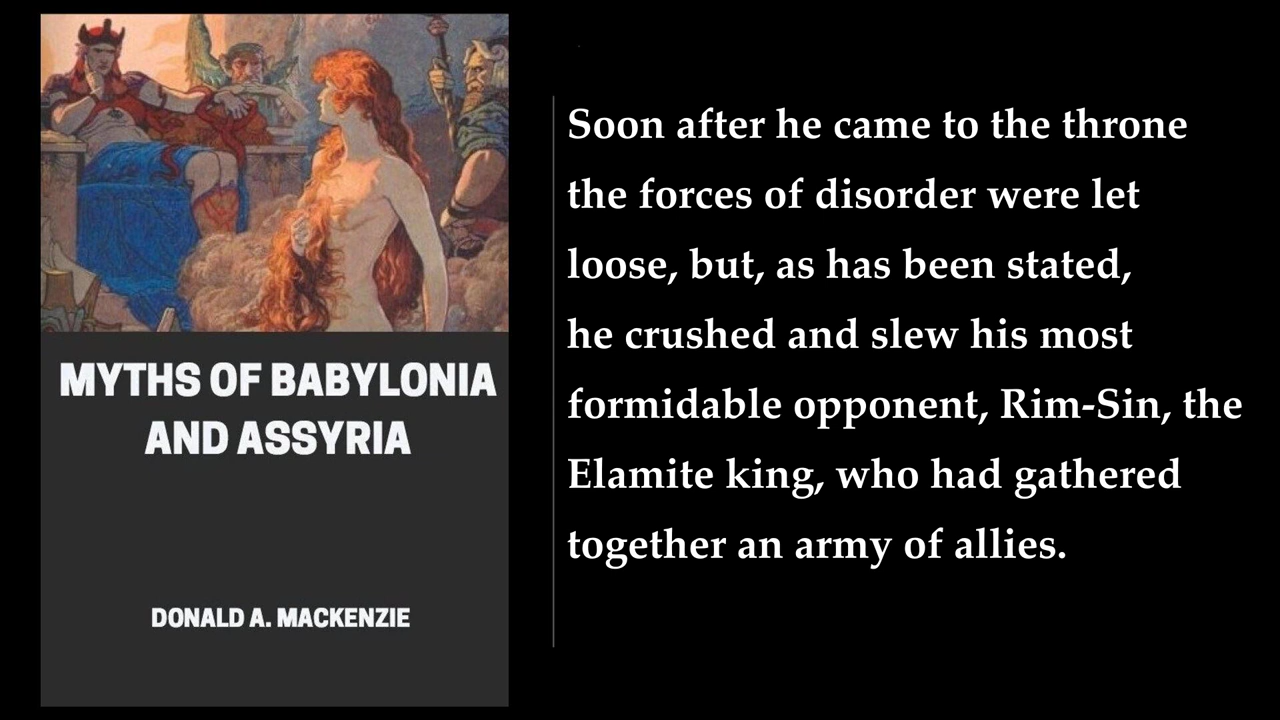 MYTHS OF BABYLONIA
AND ASSYRIA
DONALD A. MACKENZIE
Soon after he came to the throne
the forces of disorder were let
loose, but, as has been stated,
he crushed and slew his most
formidable opponent, Rim-Sin, the
Elamite king, who had gathered
together an army of allies.